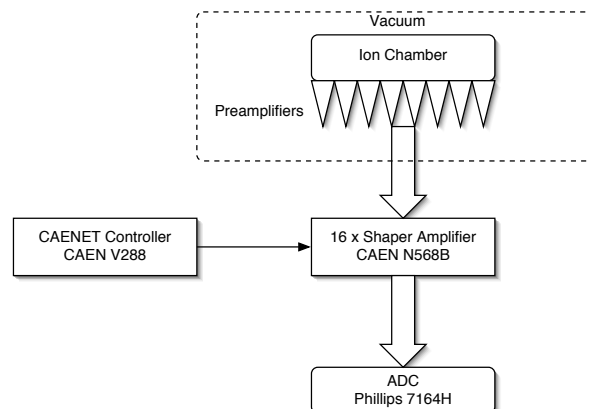 Vacuum
Ion Chamber
Preamplifiers
CAENET Controller
CAEN V288
16 x Shaper Amplifier
CAEN N568B
ADC
Phillips 7164H